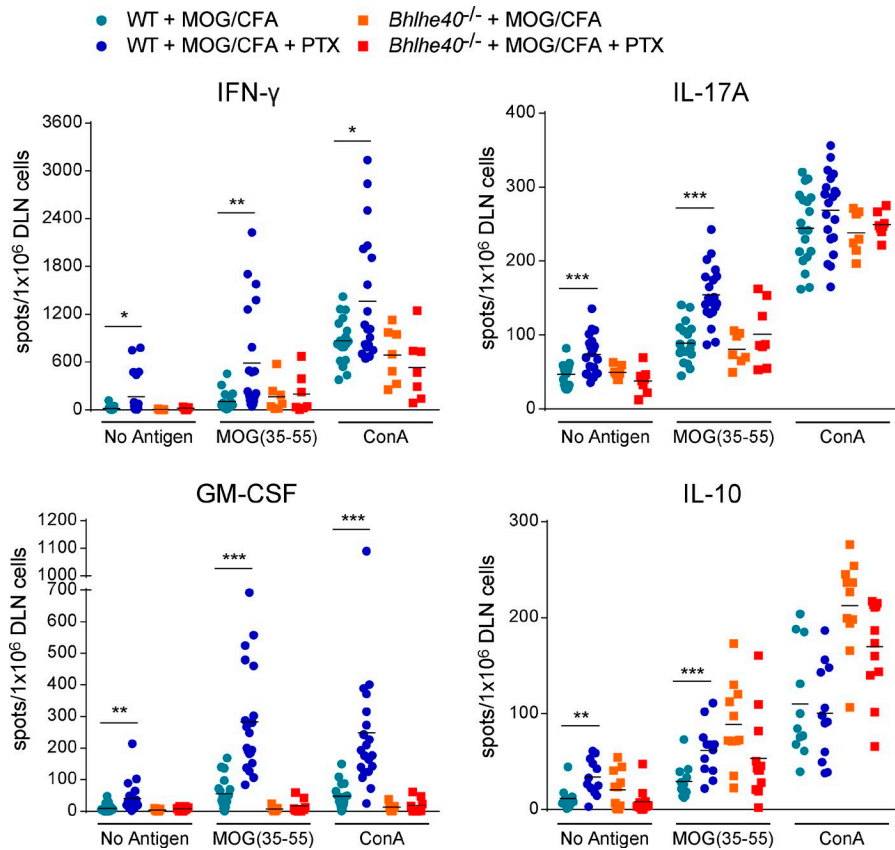 WT + MOG/CFA
Bhlhe40-/- + MOG/CFA
WT + MOG/CFA + PTX
Bhlhe40-/- + MOG/CFA + PTX
IFN-γ
spots/1x10⁶ DLN cells
3600
3000
2400
1800
1200
600
0
*
**
*
No Antigen
MOG(35-55)
ConA
IL-17A
spots/1x10⁶ DLN cells
400
300
200
100
0
***
***
No Antigen
MOG(35-55)
ConA
GM-CSF
spots/1x10⁶ DLN cells
1200
1100
1000
700
600
500
400
300
200
100
0
**
***
***
No Antigen
MOG(35-55)
ConA
IL-10
spots/1x10⁶ DLN cells
300
200
100
0
**
***
No Antigen
MOG(35-55)
ConA